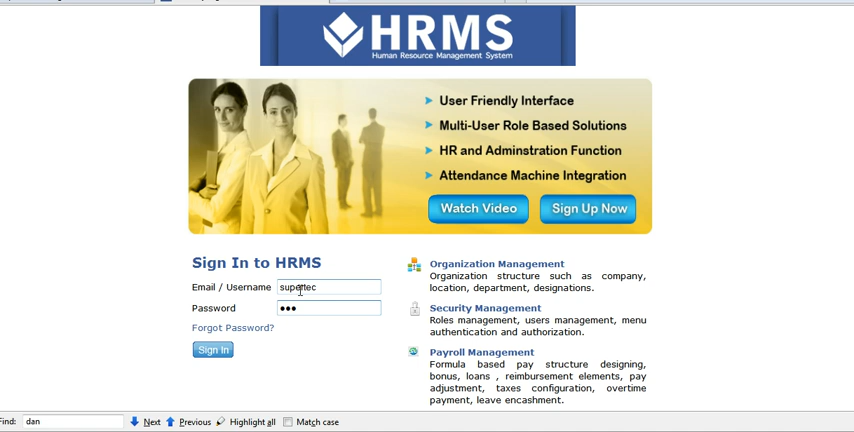 HRMS
Human Resource Management System
User Friendly Interface
Multi-User Role Based Solutions
HR and Adminstration Function
Attendance Machine Integration
Watch Video
Sign Up Now
Sign In to HRMS
Email / Username
Password
Forgot Password?
Sign In
Organization Management
Organization structure such as company,
location, department, designations.
Security Management
Roles management, users management, menu
authentication and authorization.
Payroll Management
Formula based pay structure designing,
bonus, loans , reimbursement elements, pay
adjustment, taxes configuration, overtime
payment, leave encashment.
Find: dan Next Previous Highlight all Match case